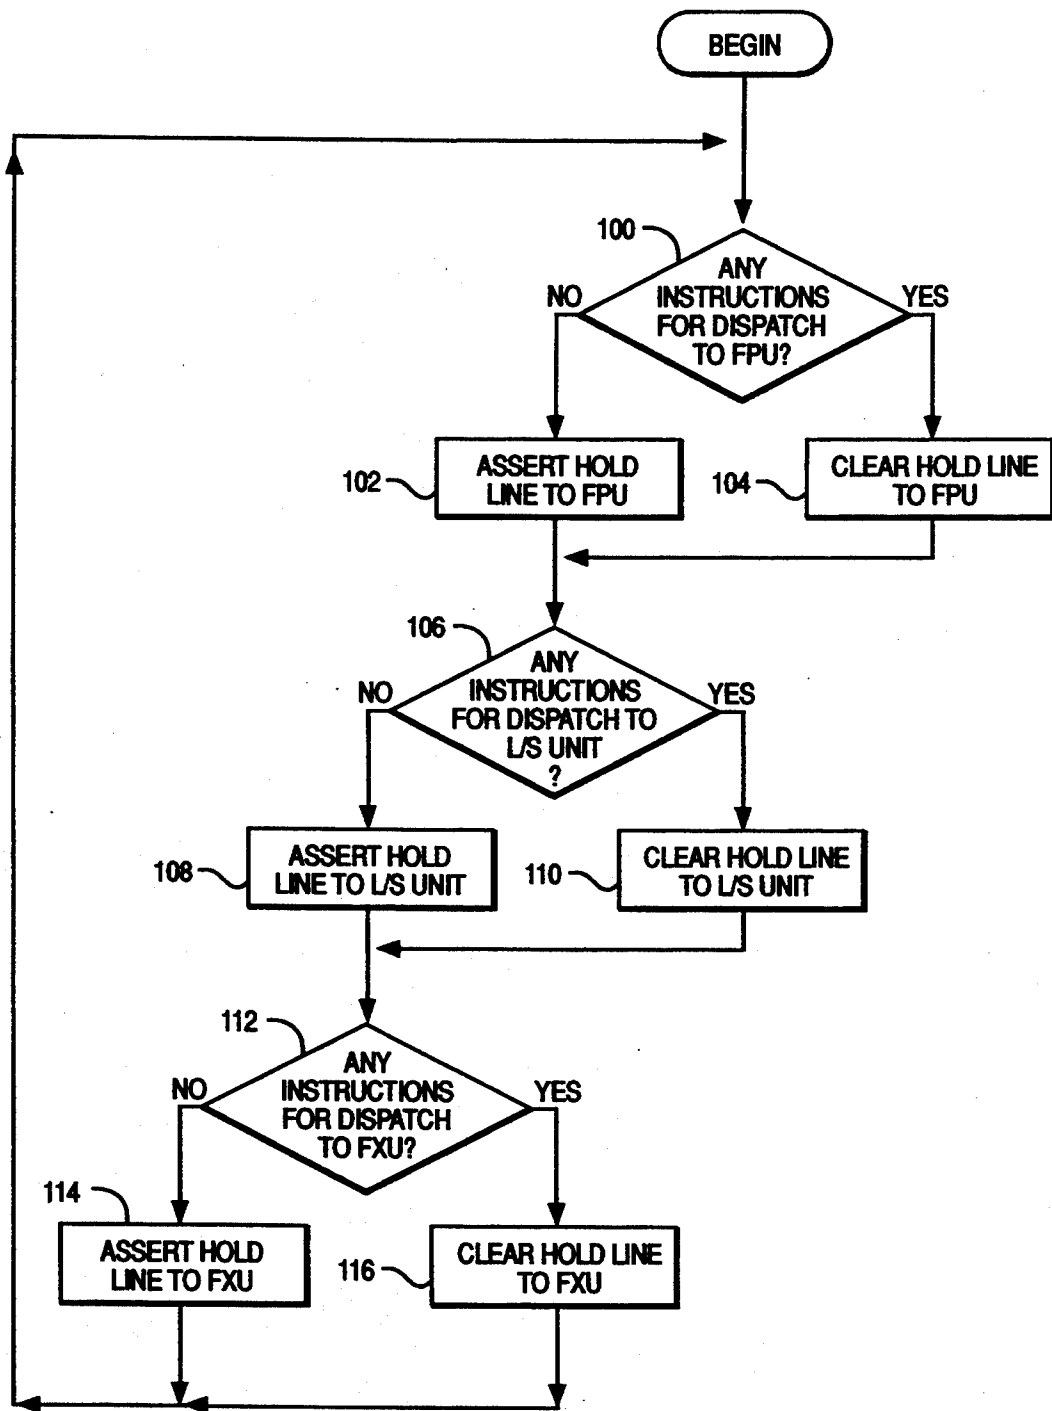 BEGIN
100
ANY
INSTRUCTIONS
FOR DISPATCH
TO FPU?
NO
YES
102
ASSERT HOLD
LINE TO FPU
104
CLEAR HOLD LINE
TO FPU
106
ANY
INSTRUCTIONS
FOR DISPATCH TO
L/S UNIT
?
NO
YES
108
ASSERT HOLD
LINE TO L/S UNIT
110
CLEAR HOLD LINE
TO L/S UNIT
112
ANY
INSTRUCTIONS
FOR DISPATCH
TO FXU?
NO
YES
114
ASSERT HOLD
LINE TO FXU
116
CLEAR HOLD LINE
TO FXU